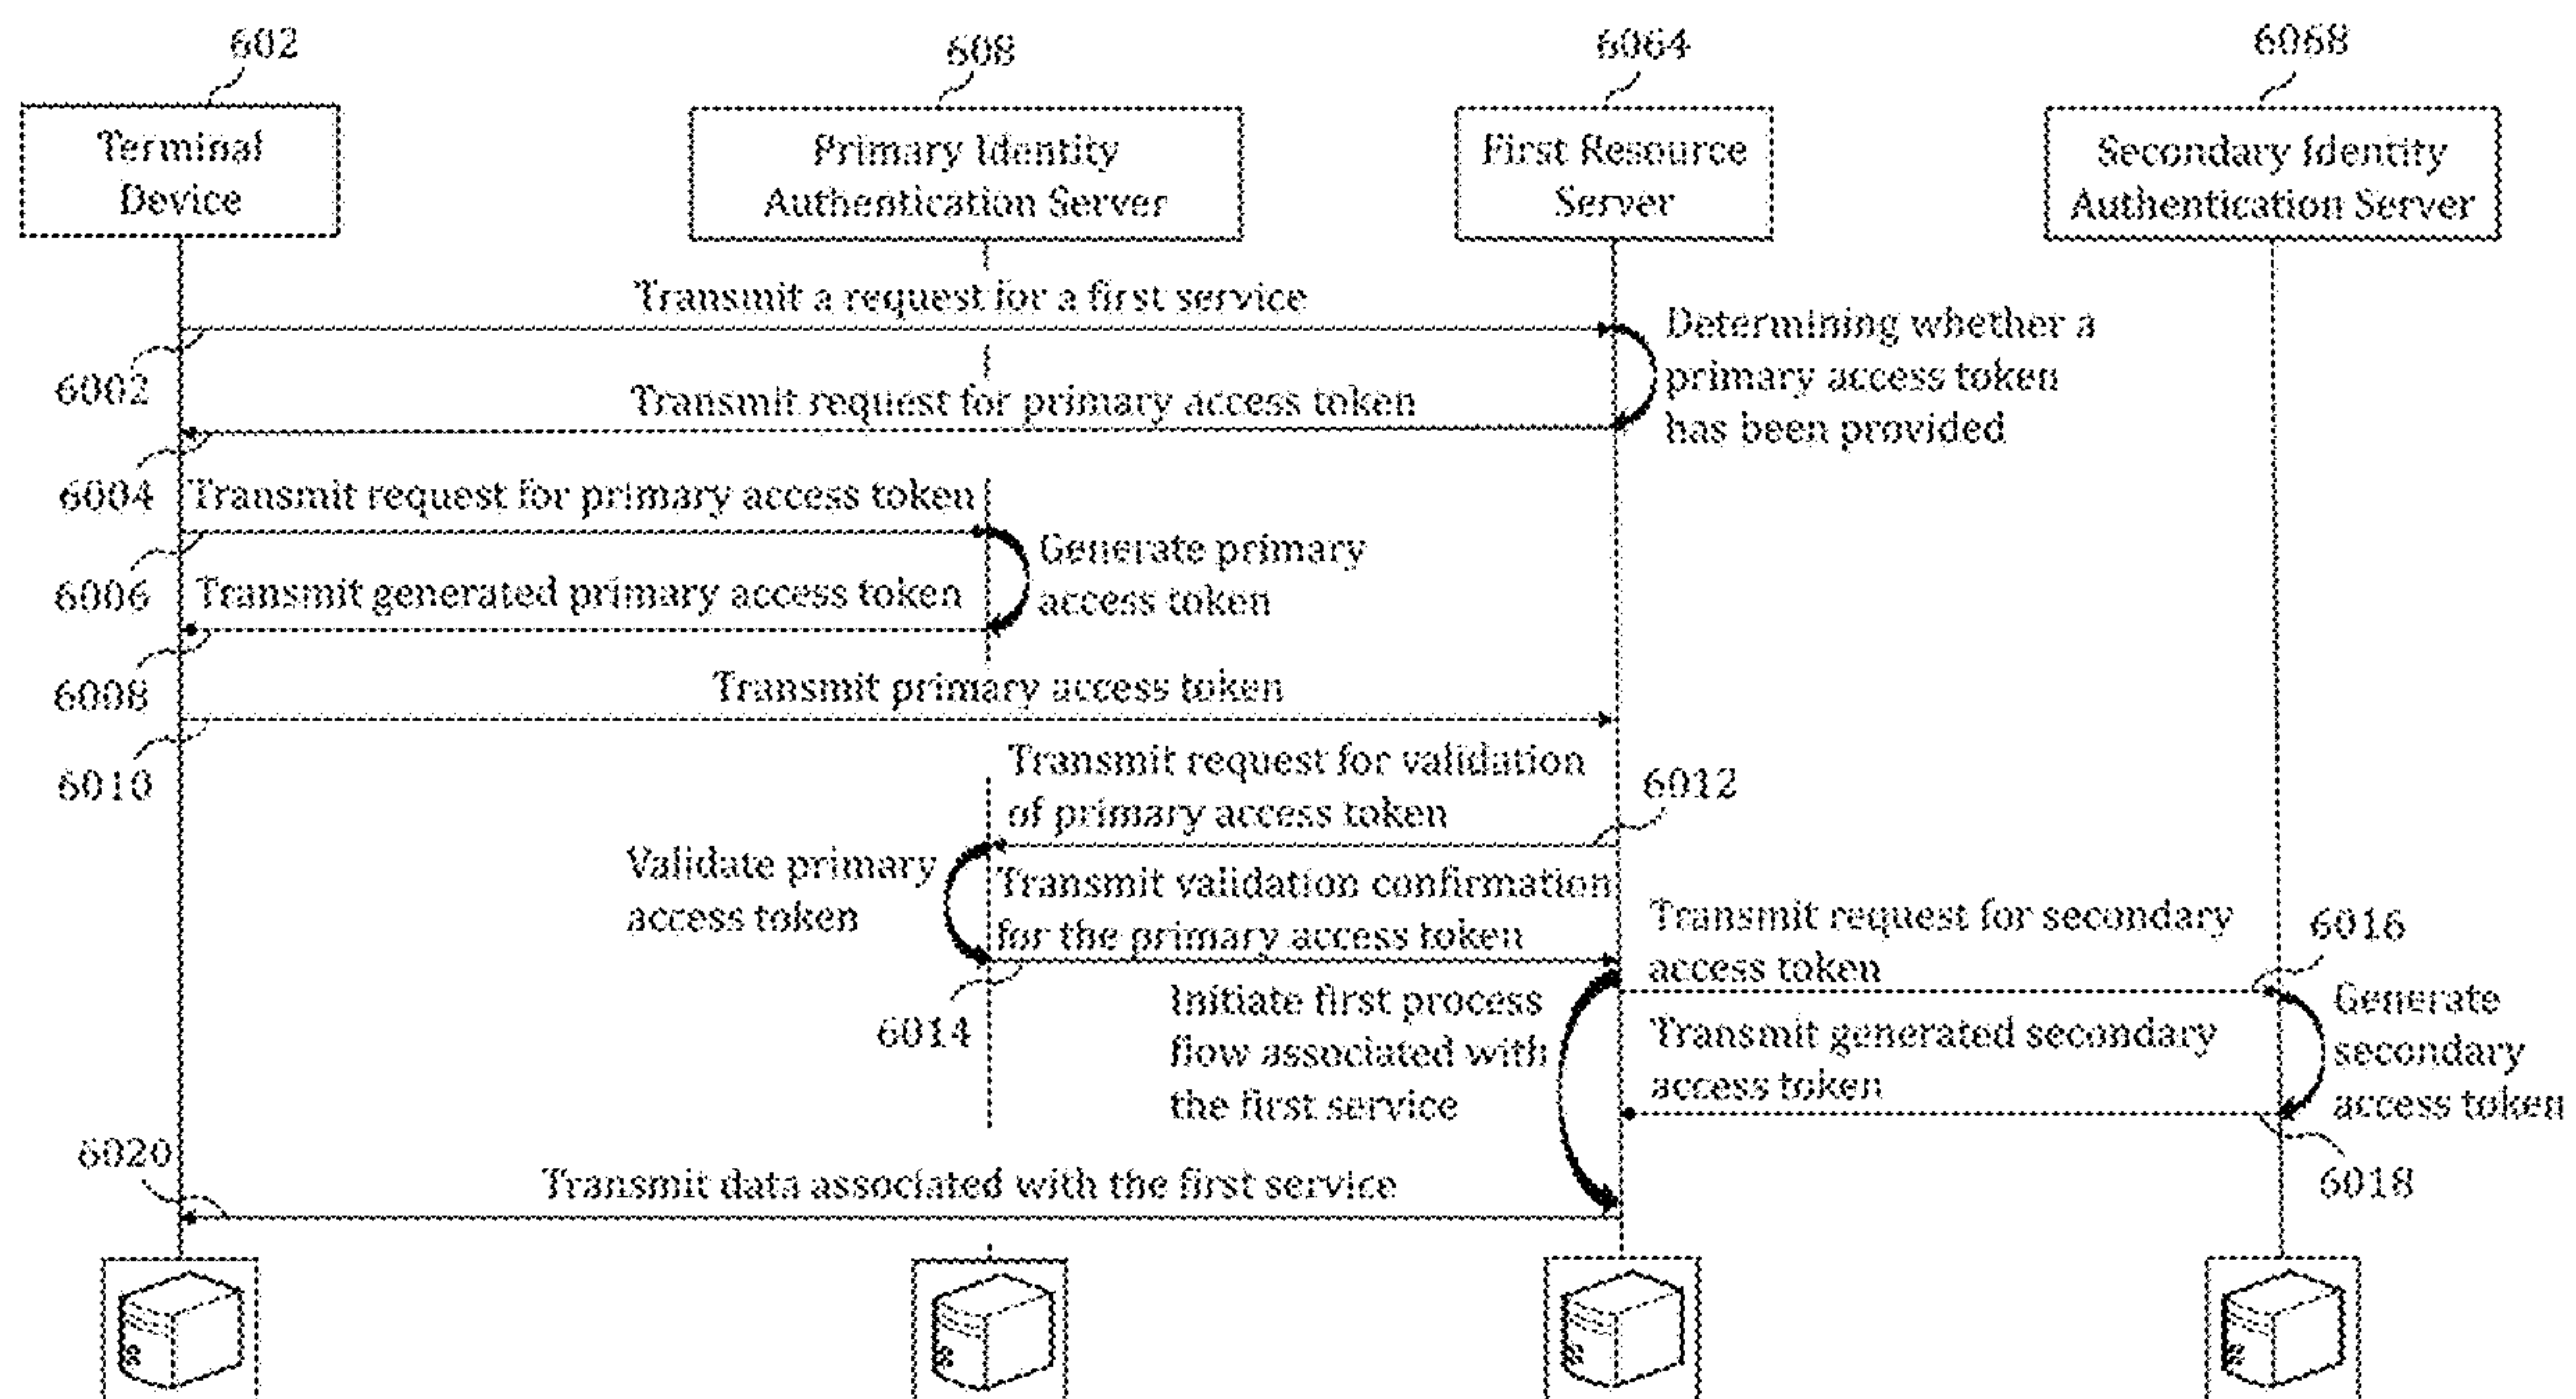 602
608
6064
6068
Terminal
Device
Primary Identity
Authentication Server
First Resource
Server
Secondary Identity
Authentication Server
Transmit a request for a first service
Determining whether a
primary access token
has been provided
6002
Transmit request for primary access token
6004
Transmit request for primary access token
Generate primary
access token
6006
Transmit generated primary access token
6008
Transmit primary access token
6010
Transmit request for validation
of primary access token
6012
Validate primary
access token
Transmit validation confirmation
for the primary access token
6014
Transmit request for secondary
access token
6016
Initiate first process
flow associated with
the first service
Generate
secondary
access token
Transmit generated secondary
access token
6018
6020
Transmit data associated with the first service